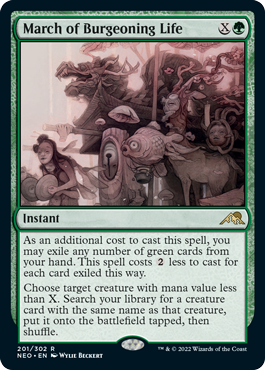 March of Burgeoning Life X
Instant
As an additional cost to cast this spell, you
may exile any number of green cards from
your hand. This spell costs 2 less to cast for
each card exiled this way.
Choose target creature with mana value less
than X. Search your library for a creature
card with the same name as that creature,
put it onto the battlefield tapped, then
shuffle.
201/302 R
NEO • EN WYLIE BECKERT
™ & © 2022 Wizards of the Coast